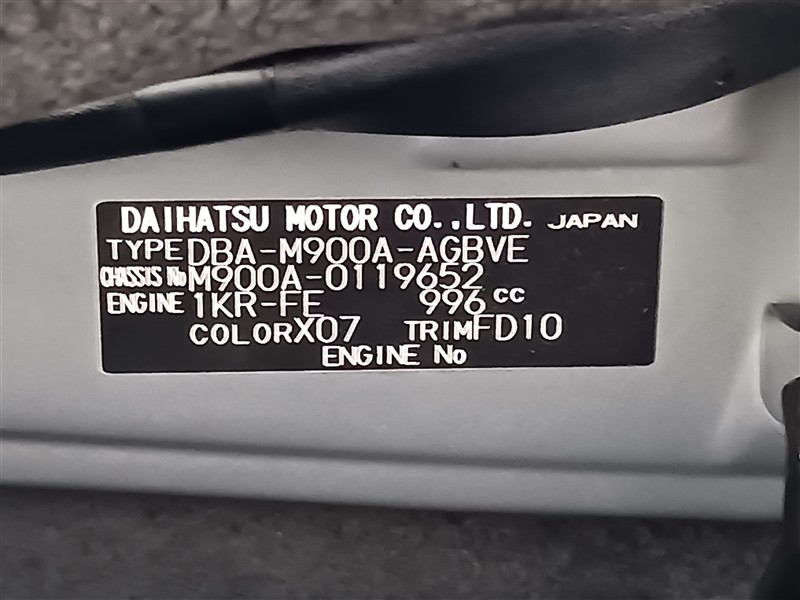 DAIHATSU MOTOR CO.,LTD. JAPAN
TYPE DBA-M900A-AGBVE
CHASSIS No M900A-0119652
ENGINE 1KR-FE 996 cc
COLOR X07 TRIM FD10
ENGINE No